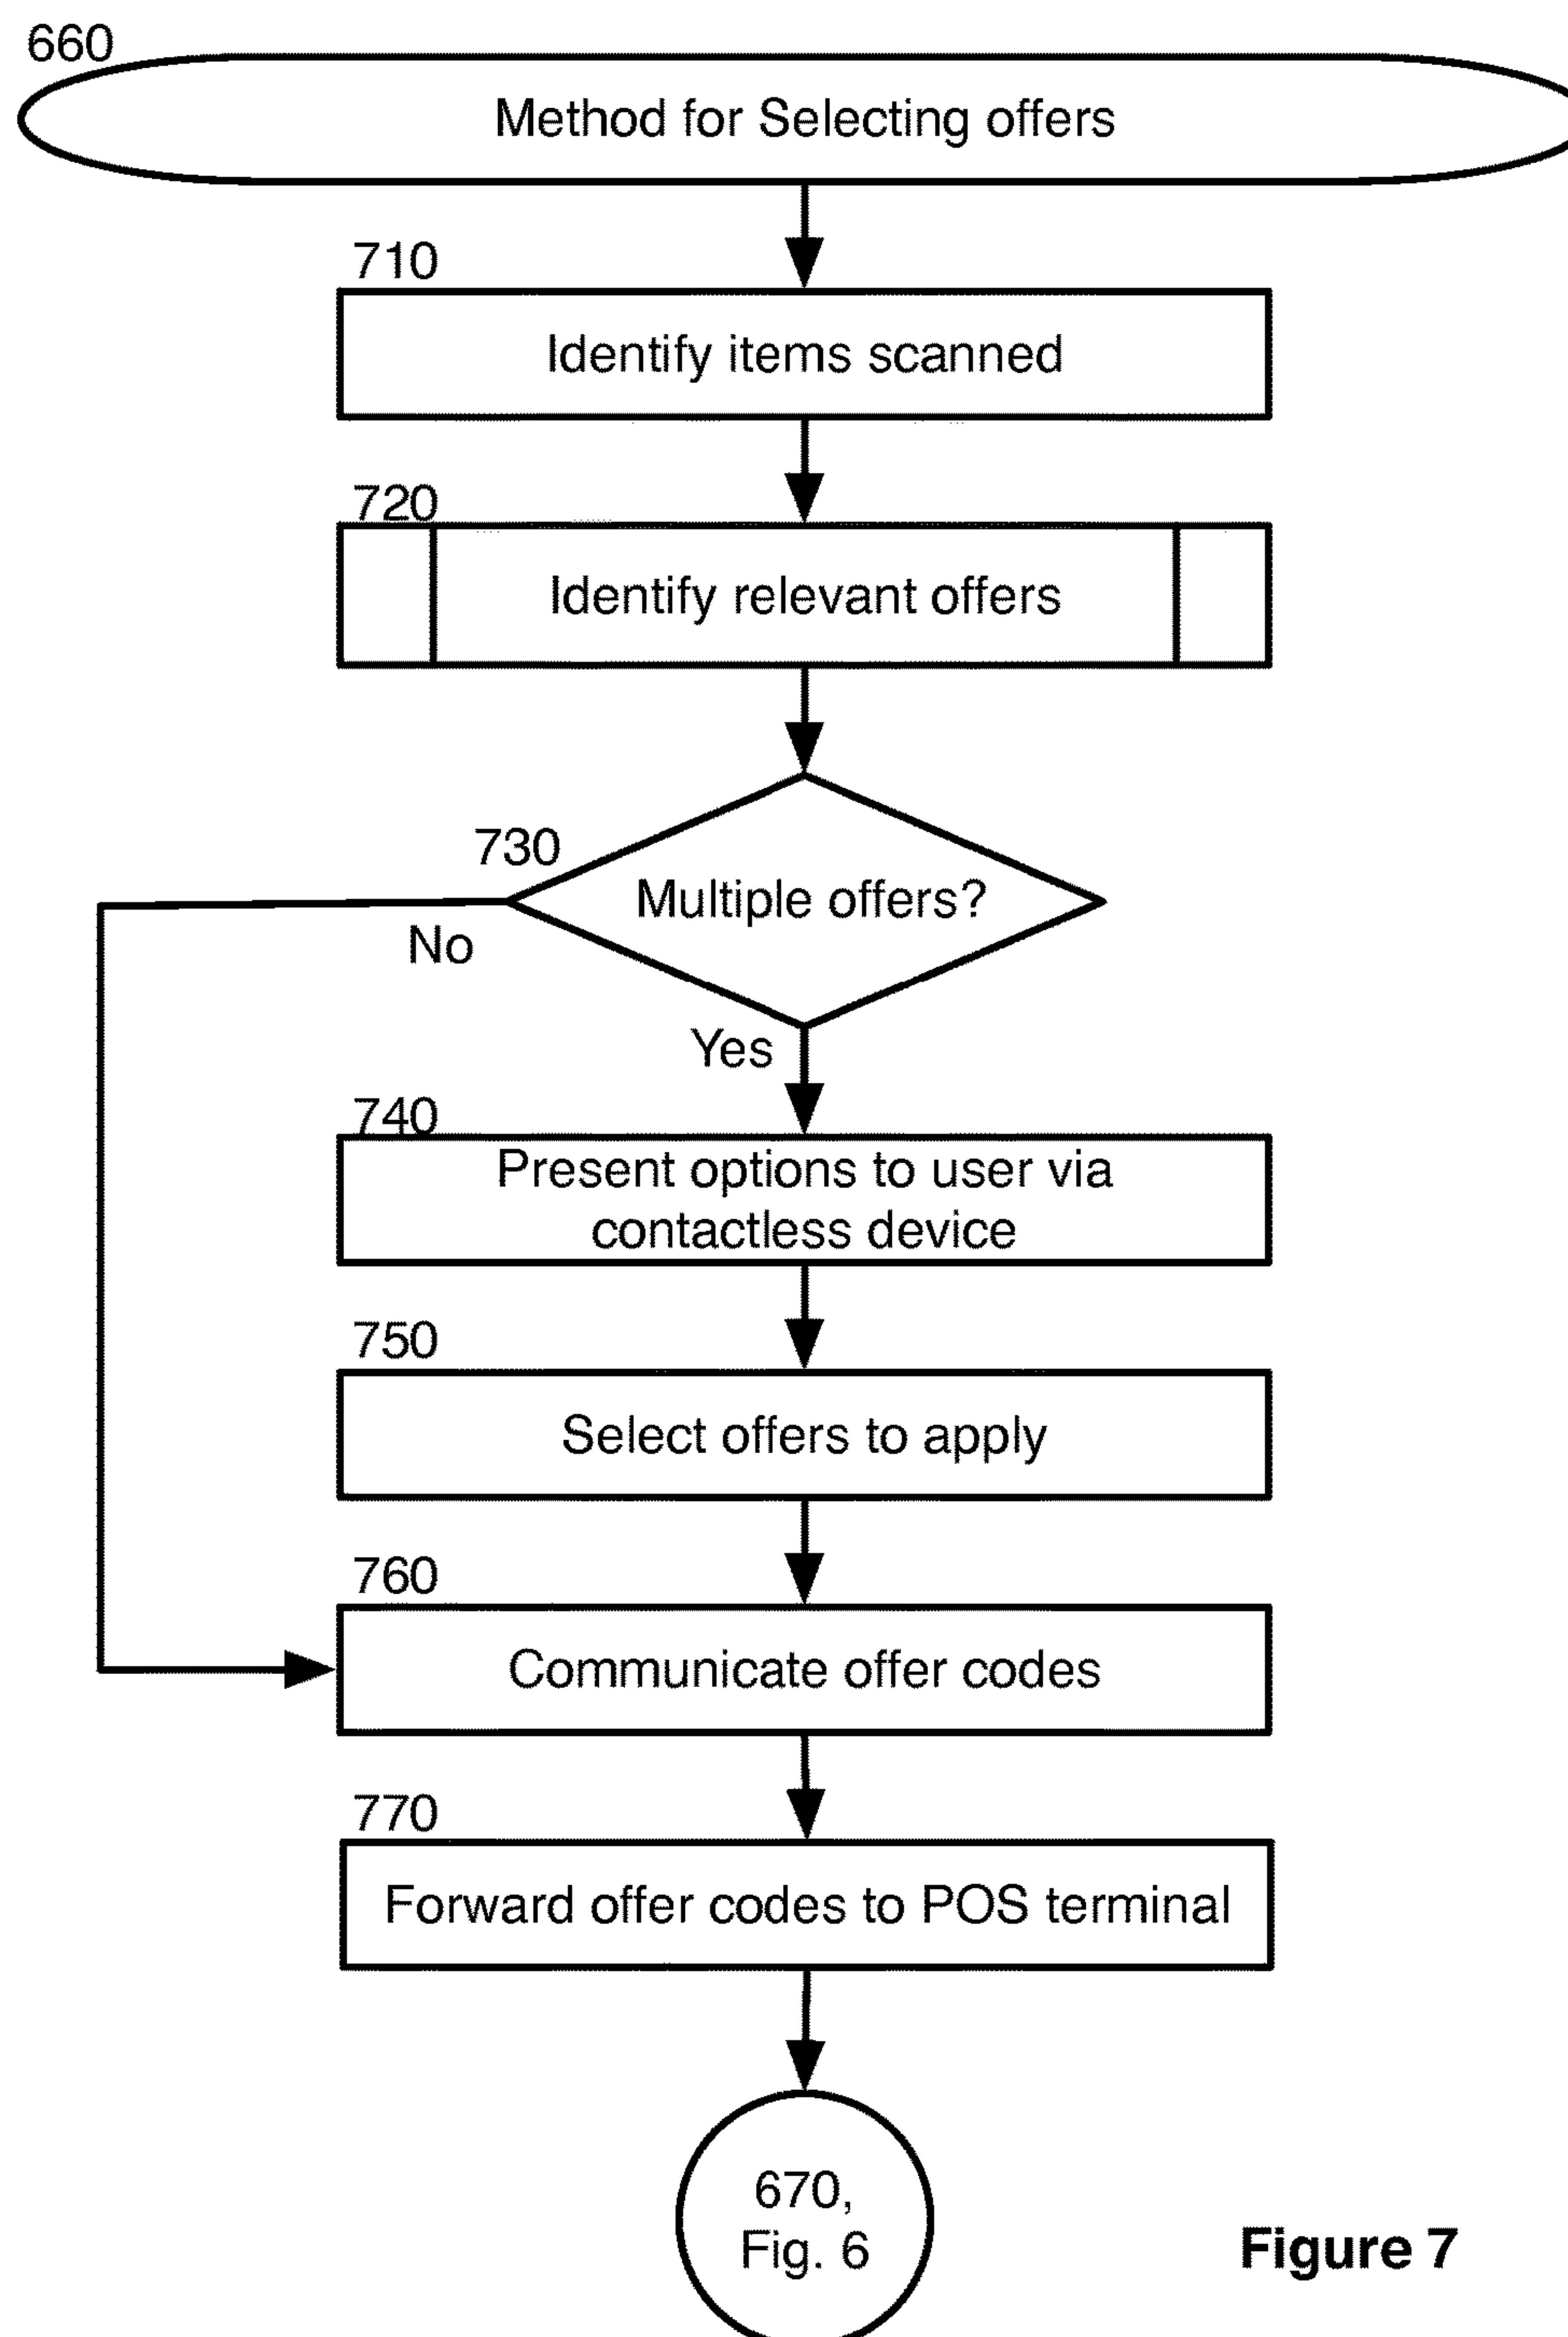 660
Method for Selecting offers
710
Identify items scanned
720
Identify relevant offers
730
Multiple offers?
No
Yes
740
Present options to user via
contactless device
750
Select offers to apply
760
Communicate offer codes
770
Forward offer codes to POS terminal
670,
Fig. 6
Figure 7